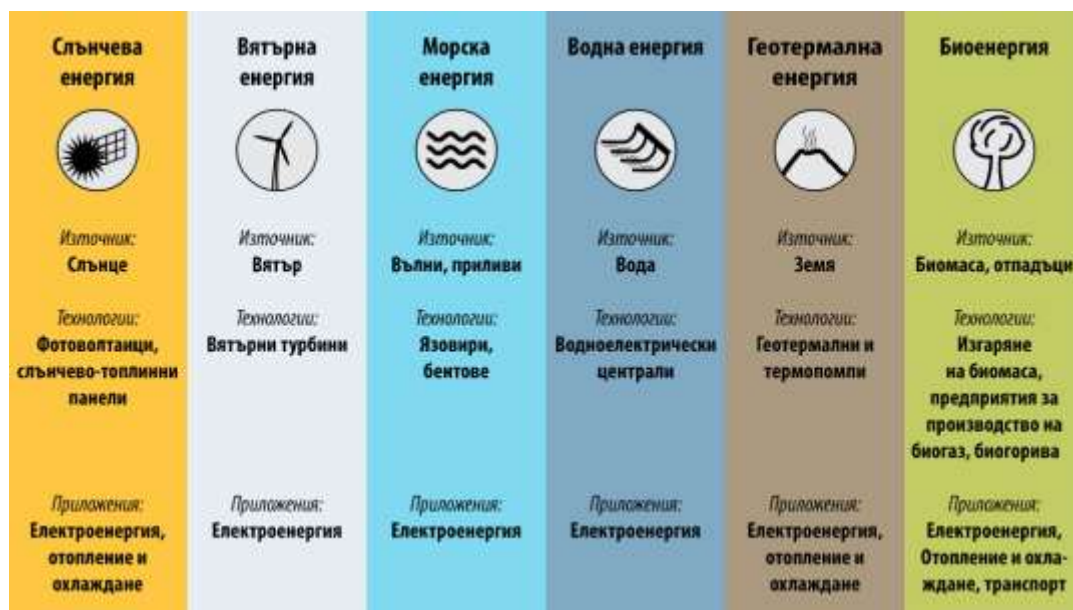 Слънчева
енергия
Източник:
Слънце
Технологии:
Фотоволтаици,
слънчево-топлинни
панели
Приложения:
Електроенергия,
отопление и
охлаждане
Вятърна
енергия
Източник:
Вятър
Технологии:
Вятърни турбини
Приложения:
Електроенергия
Морска
енергия
Източник:
Вълни, приливи
Технологии:
Язовири,
бентове
Приложения:
Електроенергия
Водна енергия
Източник:
Вода
Технологии:
Водноелектрически
централи
Приложения:
Електроенергия
Геотермална
енергия
Източник:
Земя
Технологии:
Геотермални и
термопомпи
Приложения:
Електроенергия,
отопление и
охлаждане
Биоенергия
Източник:
Биомаса, отпадъци
Технологии:
Изгаряне
на биомаса,
предприятия за
производство на
биогаз, биогорива
Приложения:
Електроенергия,
Отопление и охла-
ждане, транспорт